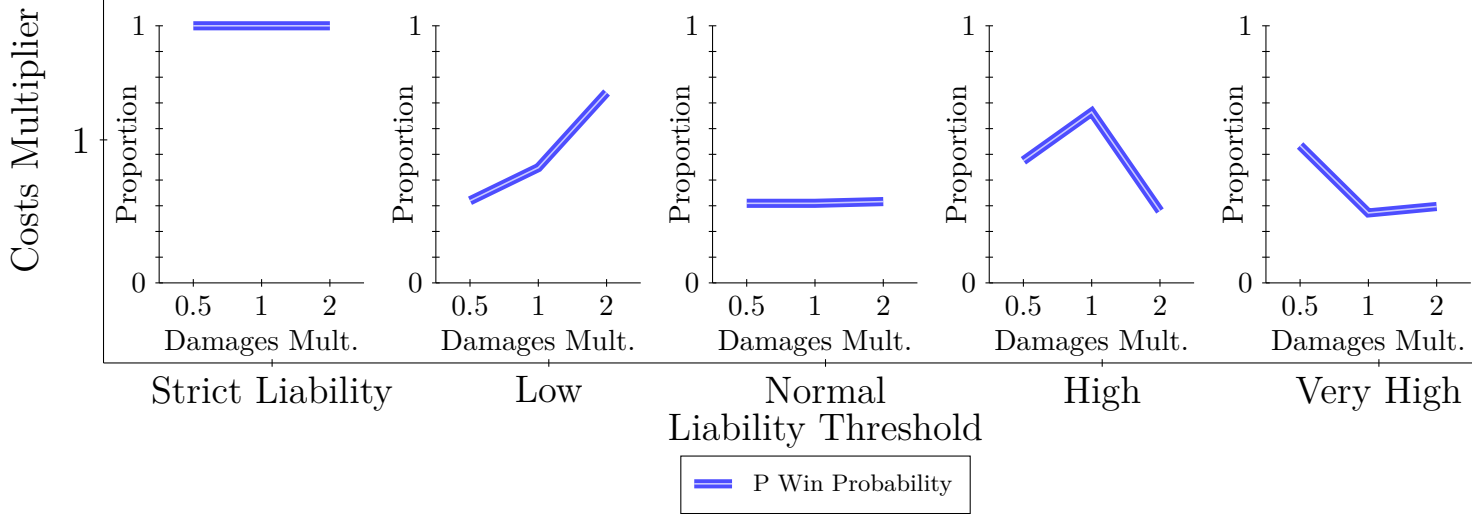 Costs Multiplier
1
Proportion
1
0
0.5 1 2
Damages Mult.
Proportion
1
0
0.5 1 2
Damages Mult.
Proportion
1
0
0.5 1 2
Damages Mult.
Proportion
1
0
0.5 1 2
Damages Mult.
Proportion
1
0
0.5 1 2
Damages Mult.
Strict Liability Low Normal High Very High
Liability Threshold
P Win Probability